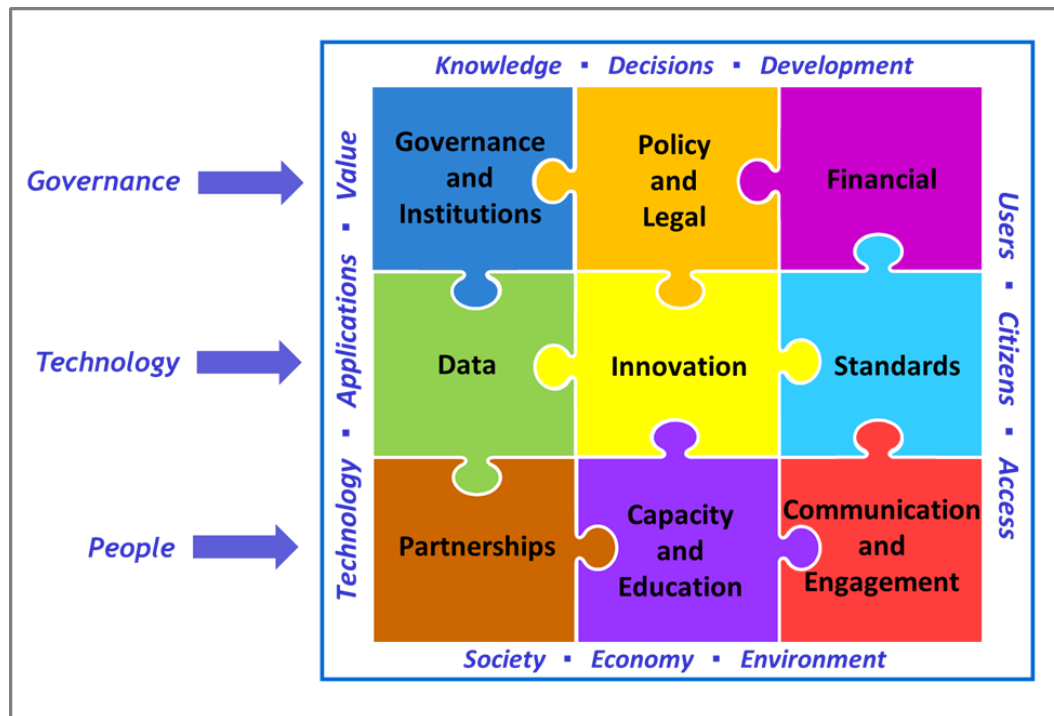 Knowledge ▪ Decisions ▪ Development
Governance
Technology
People
Technology ▪ Applications ▪ Value
Governance
and
Institutions
Policy
and
Legal
Financial
Data
Innovation
Standards
Partnerships
Capacity
and
Education
Communication
and
Engagement
Users ▪ Citizens ▪ Access
Society ▪ Economy ▪ Environment